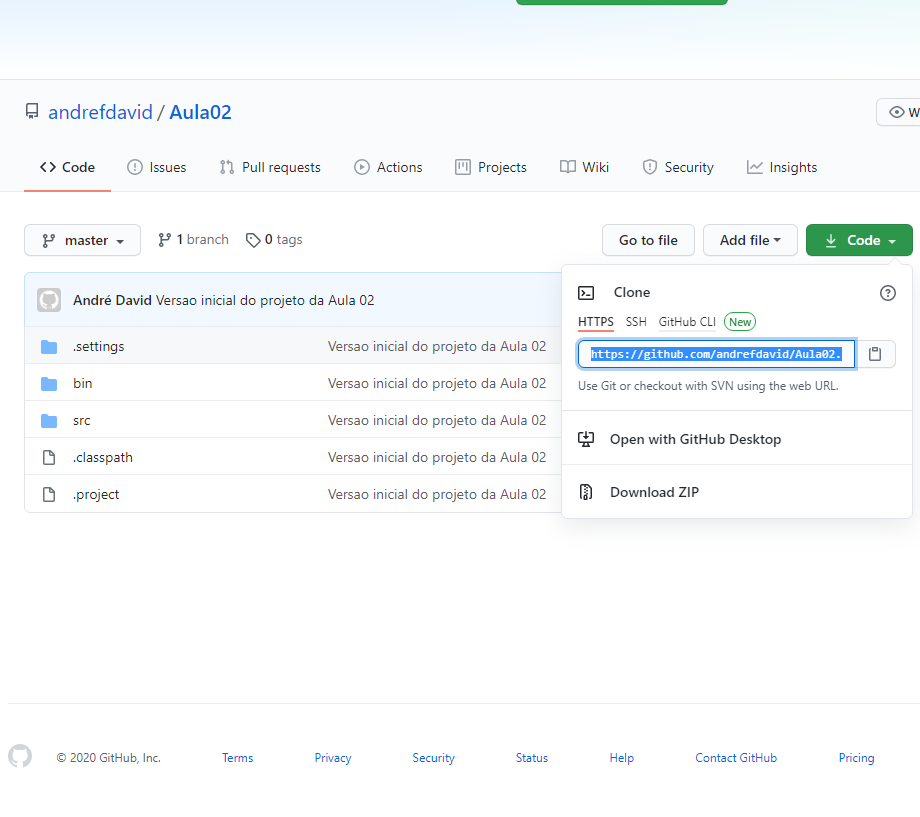 andrefdavid / Aula02
W
Code Issues Pull requests Actions Projects Wiki Security Insights
master 1 branch 0 tags Go to file Add file Code
André David Versao inicial do projeto da Aula 02
.settings Versao inicial do projeto da Aula 02
bin Versao inicial do projeto da Aula 02
src Versao inicial do projeto da Aula 02
.classpath Versao inicial do projeto da Aula 02
.project Versao inicial do projeto da Aula 02
Clone
HTTPS SSH GitHub CLI New
https://github.com/andrefdavid/Aula02.
Use Git or checkout with SVN using the web URL.
Open with GitHub Desktop
Download ZIP
© 2020 GitHub, Inc. Terms Privacy Security Status Help Contact GitHub Pricing